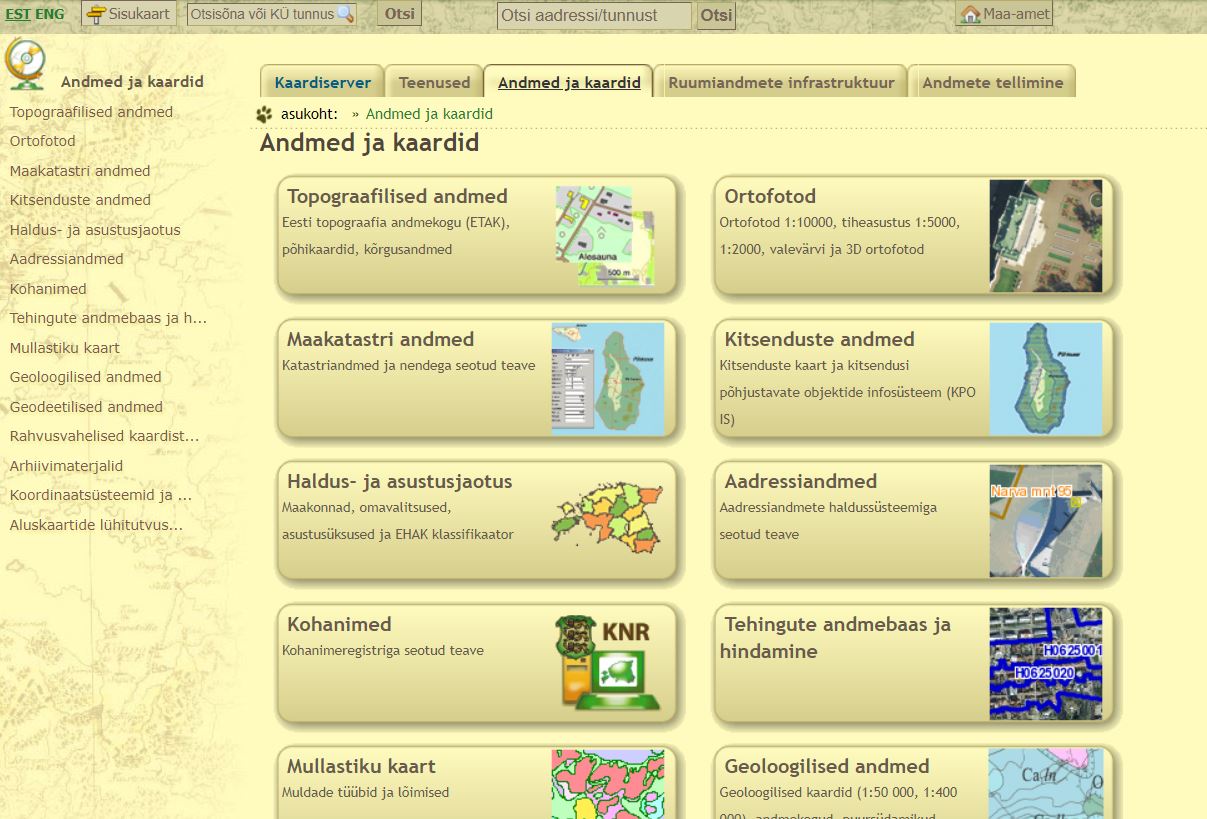 EST ENG Sisukaart Otsisõna või KÜ tunnus Otsi Otsi aadressi/tunnust Otsi Maa-amet
Andmed ja kaardid
Topograafilised andmed
Ortofotod
Maakatastri andmed
Kitsenduste andmed
Haldus- ja asustusjaotus
Aadressiandmed
Kohanimed
Tehingute andmebaas ja h...
Mullastiku kaart
Geoloogilised andmed
Geodeetilised andmed
Rahvusvahelised kaardist...
Arhiivimaterjalid
Koordinaatsüsteemid ja ...
Aluskaartide lühitutvus...
Kaardiserver Teenused Andmed ja kaardid Ruumiandmete infrastruktuur Andmete tellimine
asukoht: » Andmed ja kaardid
Andmed ja kaardid
Topograafilised andmed
Eesti topograafia andmekogu (ETAK),
põhikaardid, kõrgusandmed
Alesauna
500 m
Ortofotod
Ortofotod 1:10000, tiheasustus 1:5000,
1:2000, valevärvi ja 3D ortofotod
Maakatastri andmed
Katastriandmed ja nendega seotud teave
Kitsenduste andmed
Kitsenduste kaart ja kitsendusi
põhjustavate objektide infosüsteem (KPO
IS)
Haldus- ja asustusjaotus
Maakonnad, omavalitsused,
asustusüksused ja EHAK klassifikaator
Aadressiandmed
Aadressiandmete haldussüsteemiga
seotud teave
Narva mnt 95
Kohanimed
Kohanimeregistriga seotud teave
KNR
Tehingute andmebaas ja
hindamine
H0625001
H0625020
Mullastiku kaart
Muldade tüübid ja lõimised
Geoloogilised andmed
Geoloogilised kaardid (1:50 000, 1:400
000), andmekogud, puursüdamikud